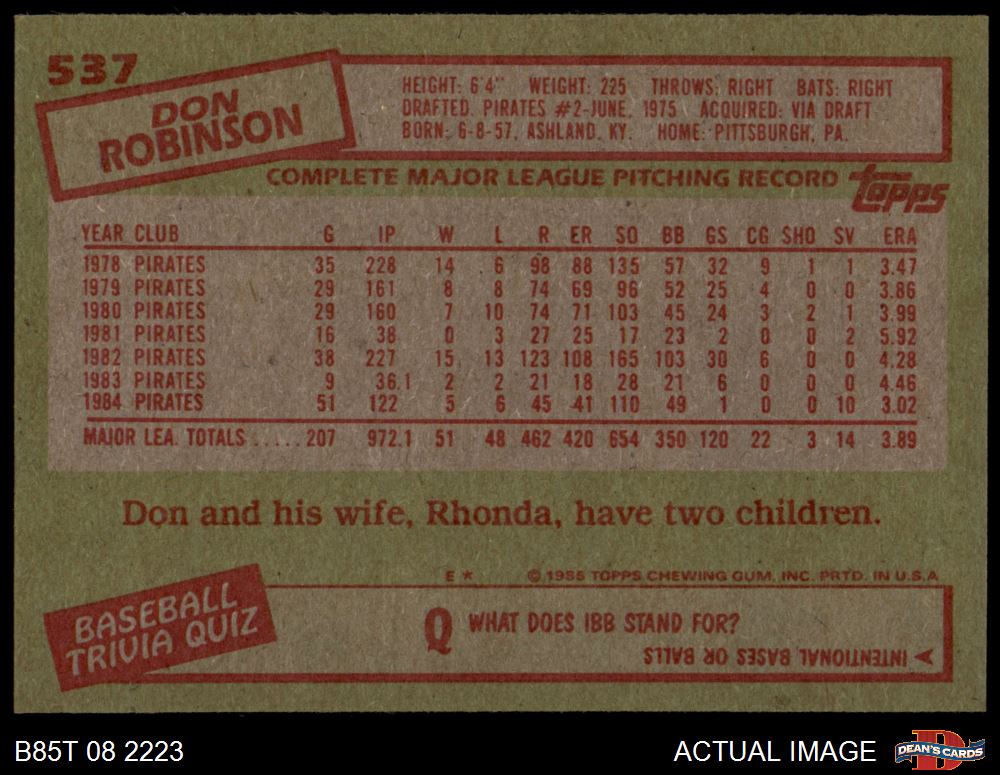 537
DON
ROBINSON
HEIGHT: 6'4" WEIGHT: 225 THROWS: RIGHT BATS: RIGHT
DRAFTED: PIRATES #2-JUNE, 1975 ACQUIRED: VIA DRAFT
BORN: 6-8-57, ASHLAND, KY. HOME: PITTSBURGH, PA.
COMPLETE MAJOR LEAGUE PITCHING RECORD
topps
YEAR CLUB G IP W L R ER SO BB GS CG SHO SV ERA
1978 PIRATES 35 228 14 6 98 88 135 57 32 9 1 1 3.47
1979 PIRATES 29 161 8 8 74 69 96 52 25 4 0 0 3.86
1980 PIRATES 29 160 7 10 74 71 103 45 24 3 2 1 3.99
1981 PIRATES 16 38 0 3 27 25 17 23 2 0 0 2 5.92
1982 PIRATES 38 227 15 13 123 108 165 103 30 6 0 0 4.28
1983 PIRATES 9 36.1 2 2 21 18 28 21 6 0 0 0 4.46
1984 PIRATES 51 122 5 6 45 41 110 49 1 0 0 10 3.02
MAJOR LEA. TOTALS ..... 207 972.1 51 48 462 420 654 350 120 22 3 14 3.89
Don and his wife, Rhonda, have two children.
E * © 1985 TOPPS CHEWING GUM, INC. PRTD. IN U.S.A
BASEBALL
TRIVIA QUIZ
Q WHAT DOES IBB STAND FOR?
A INTENTIONAL BASES ON BALLS
B85T 08 2223
ACTUAL IMAGE
D
DEAN'S CARDS